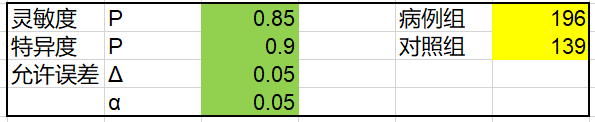 灵敏度 P 0.85 病例组 196
特异度 P 0.9 对照组 139
允许误差 Δ 0.05
α 0.05